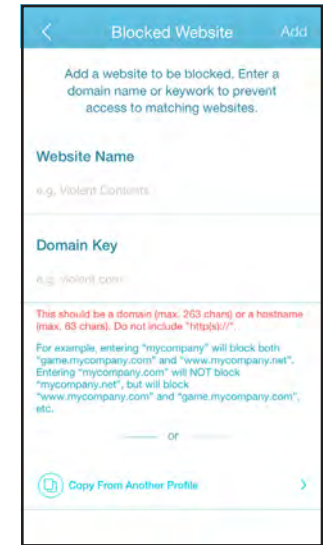 Blocked Website Add
Add a website to be blocked. Enter a
domain name or keywork to prevent
access to matching websites.
Website Name
e.g. Violent Contents
Domain Key
e.g. violent.com
This should be a domain (max. 263 chars) or a hostname
(max. 63 chars). Do not include "http(s)://".
For example, entering "mycompany" will block both
"game.mycompany.com" and "www.mycompany.net".
Entering "mycompany.com" will NOT block
"mycompany.net", but will block
"www.mycompany.com" and "game.mycompany.com",
etc.
or
Copy From Another Profile